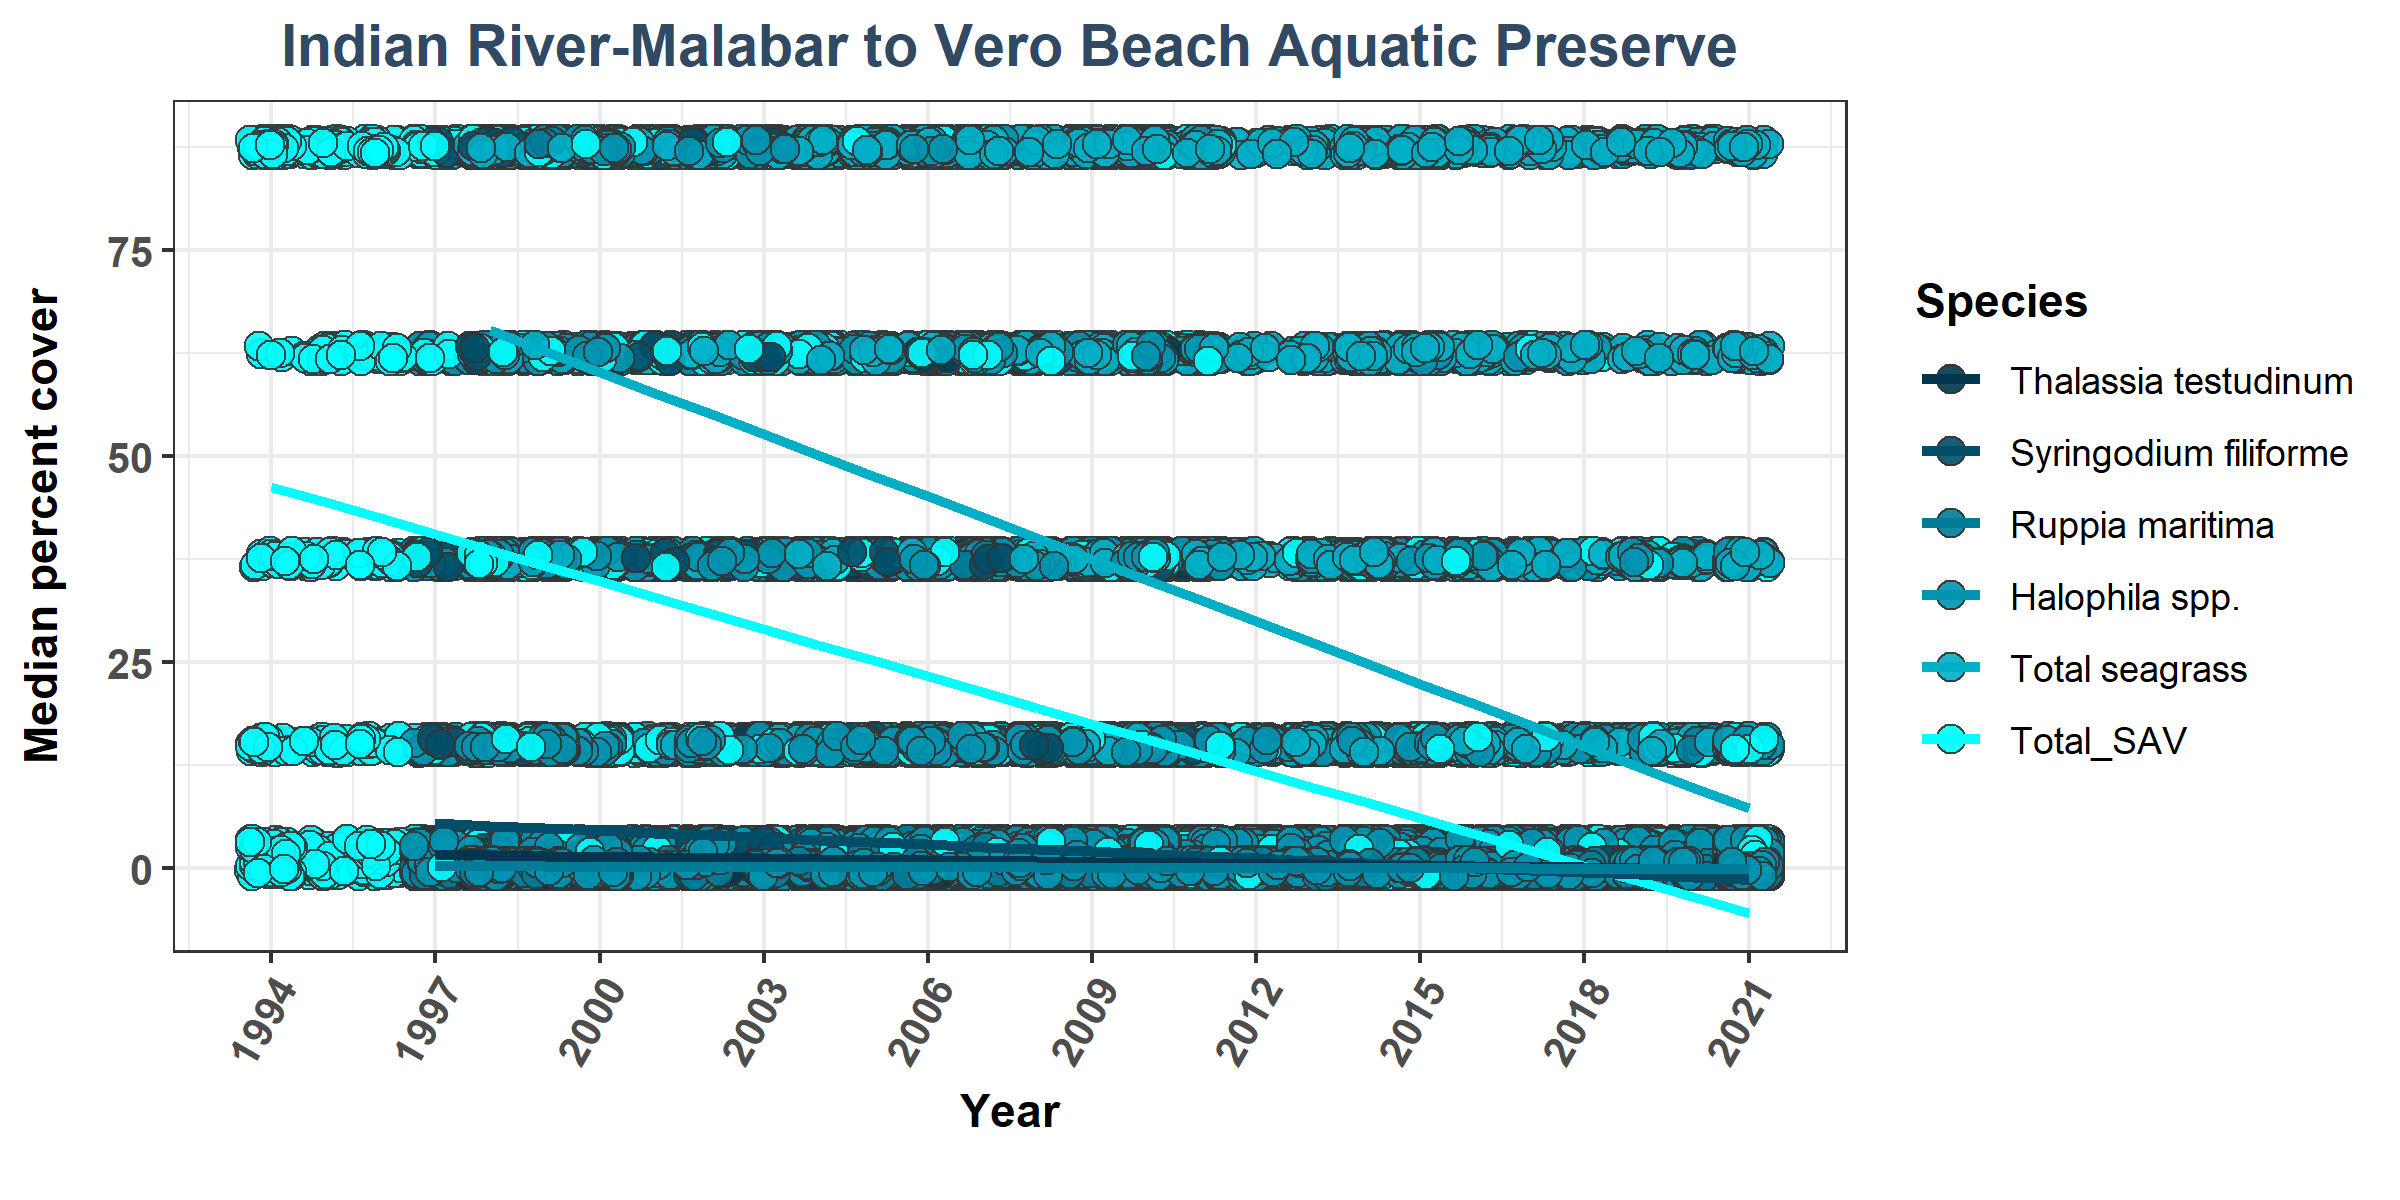 Indian River-Malabar to Vero Beach Aquatic Preserve
Median percent cover
75
50
25
0
1994
1997
2000
2003
2006
2009
2012
2015
2018
2021
Year
Species
Thalassia testudinum
Syringodium filiforme
Ruppia maritima
Halophila spp.
Total seagrass
Total_SAV